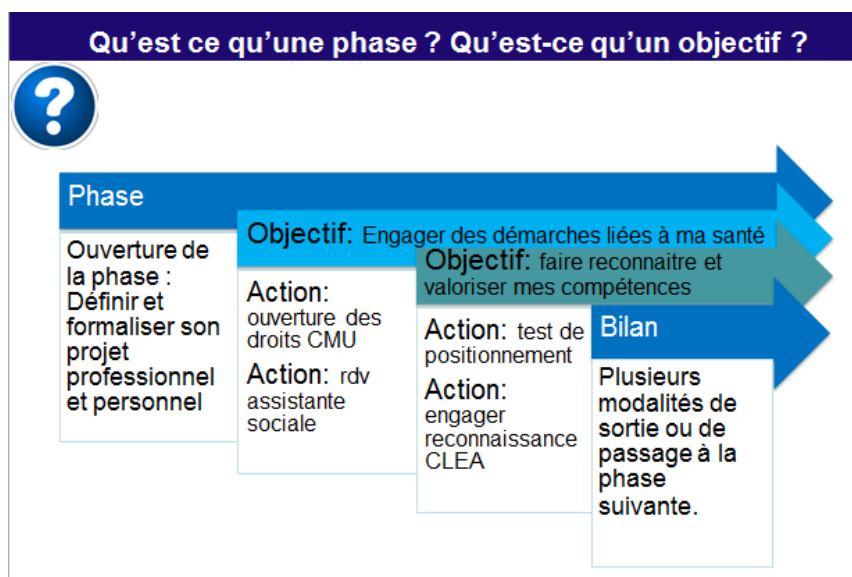 Qu’est ce qu’une phase ? Qu’est-ce qu’un objectif ?
?
Phase
Ouverture de
la phase :
Définir et
formaliser son
projet
professionnel
et personnel
Objectif: Engager des démarches liées à ma santé
Action:
ouverture des
droits CMU
Action: rdv
assistante
sociale
Objectif: faire reconnaitre et
valoriser mes compétences
Action: test de
positionnement
Action:
engager
reconnaissance
CLEA
Bilan
Plusieurs
modalités de
sortie ou de
passage à la
phase
suivante.